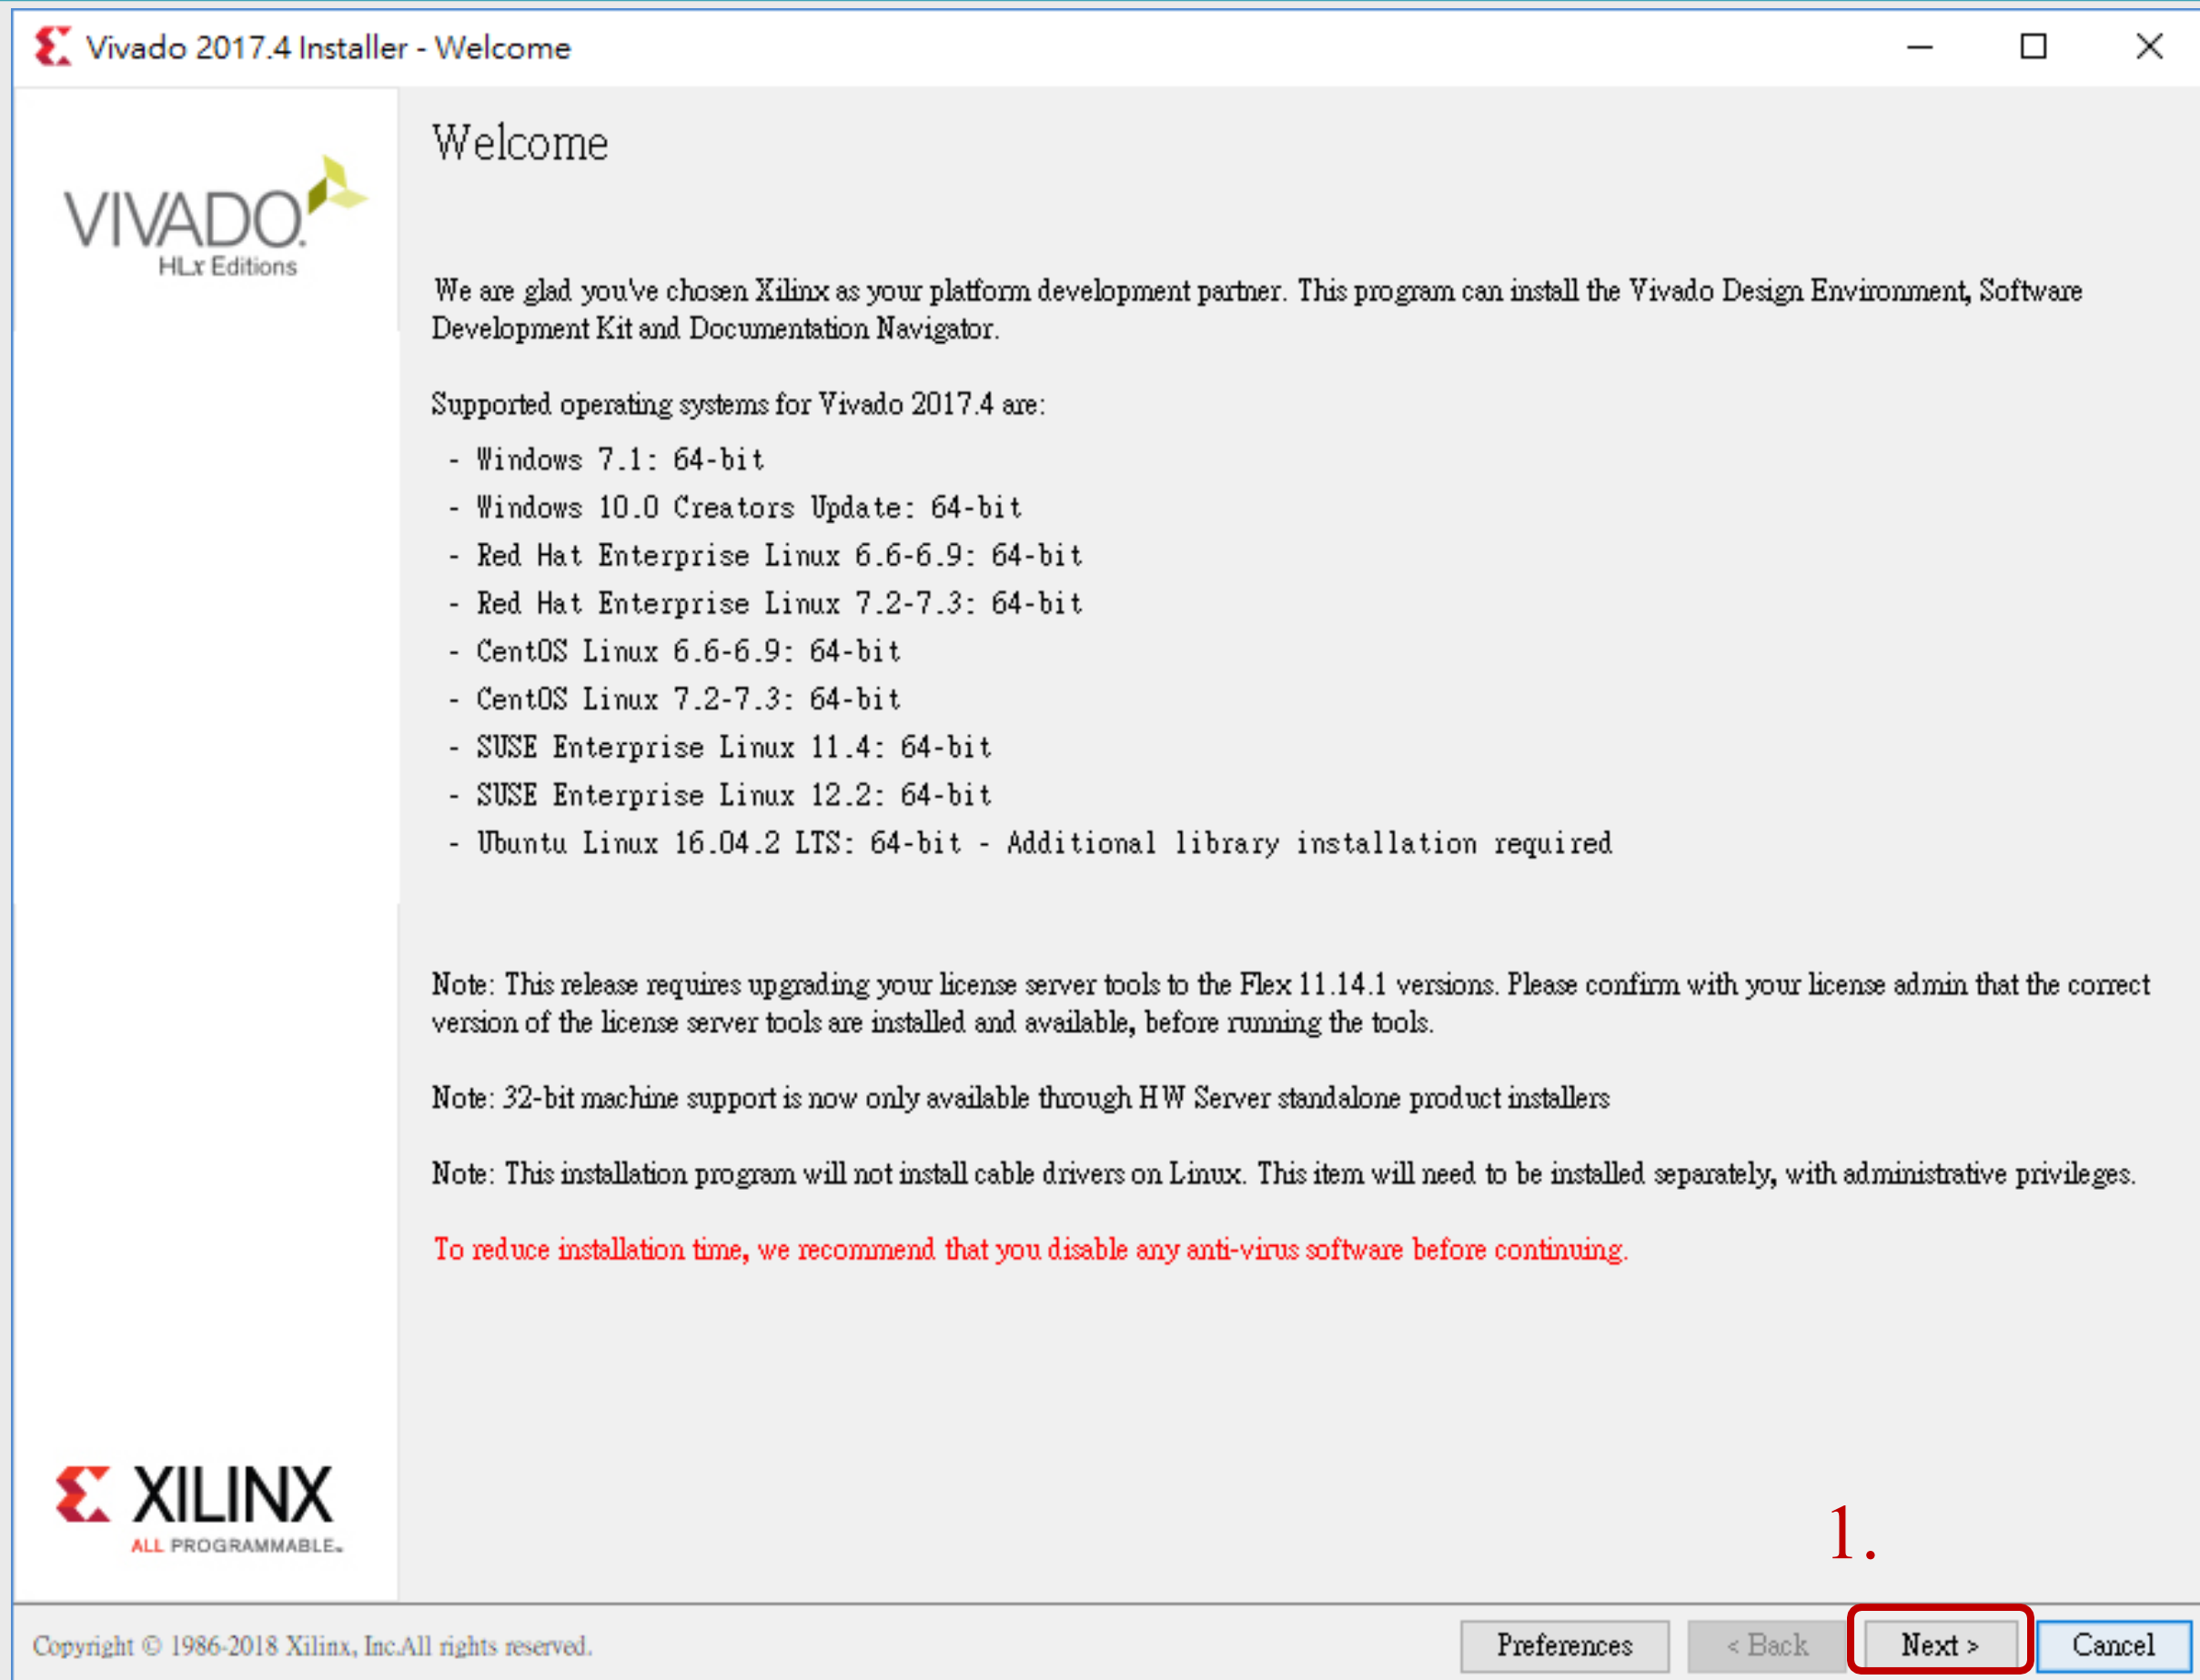 Vivado 2017.4 Installer - Welcome
VIVADO.
HLx Editions
Welcome
We are glad you've chosen Xilinx as your platform development partner. This program can install the Vivado Design Environment, Software
Development Kit and Documentation Navigator.
Supported operating systems for Vivado 2017.4 are:
- Windows 7.1: 64-bit
- Windows 10.0 Creators Update: 64-bit
- Red Hat Enterprise Linux 6.6-6.9: 64-bit
- Red Hat Enterprise Linux 7.2-7.3: 64-bit
- CentOS Linux 6.6-6.9: 64-bit
- CentOS Linux 7.2-7.3: 64-bit
- SUSE Enterprise Linux 11.4: 64-bit
- SUSE Enterprise Linux 12.2: 64-bit
- Ubuntu Linux 16.04.2 LTS: 64-bit - Additional library installation required
Note: This release requires upgrading your license server tools to the Flex 11.14.1 versions. Please confirm with your license admin that the correct
version of the license server tools are installed and available, before running the tools.
Note: 32-bit machine support is now only available through HW Server standalone product installers
Note: This installation program will not install cable drivers on Linux. This item will need to be installed separately, with administrative privileges.
To reduce installation time, we recommend that you disable any anti-virus software before continuing.
XILINX
ALL PROGRAMMABLE™
1.
Copyright © 1986-2018 Xilinx, Inc.All rights reserved.
Preferences
< Back
Next >
Cancel